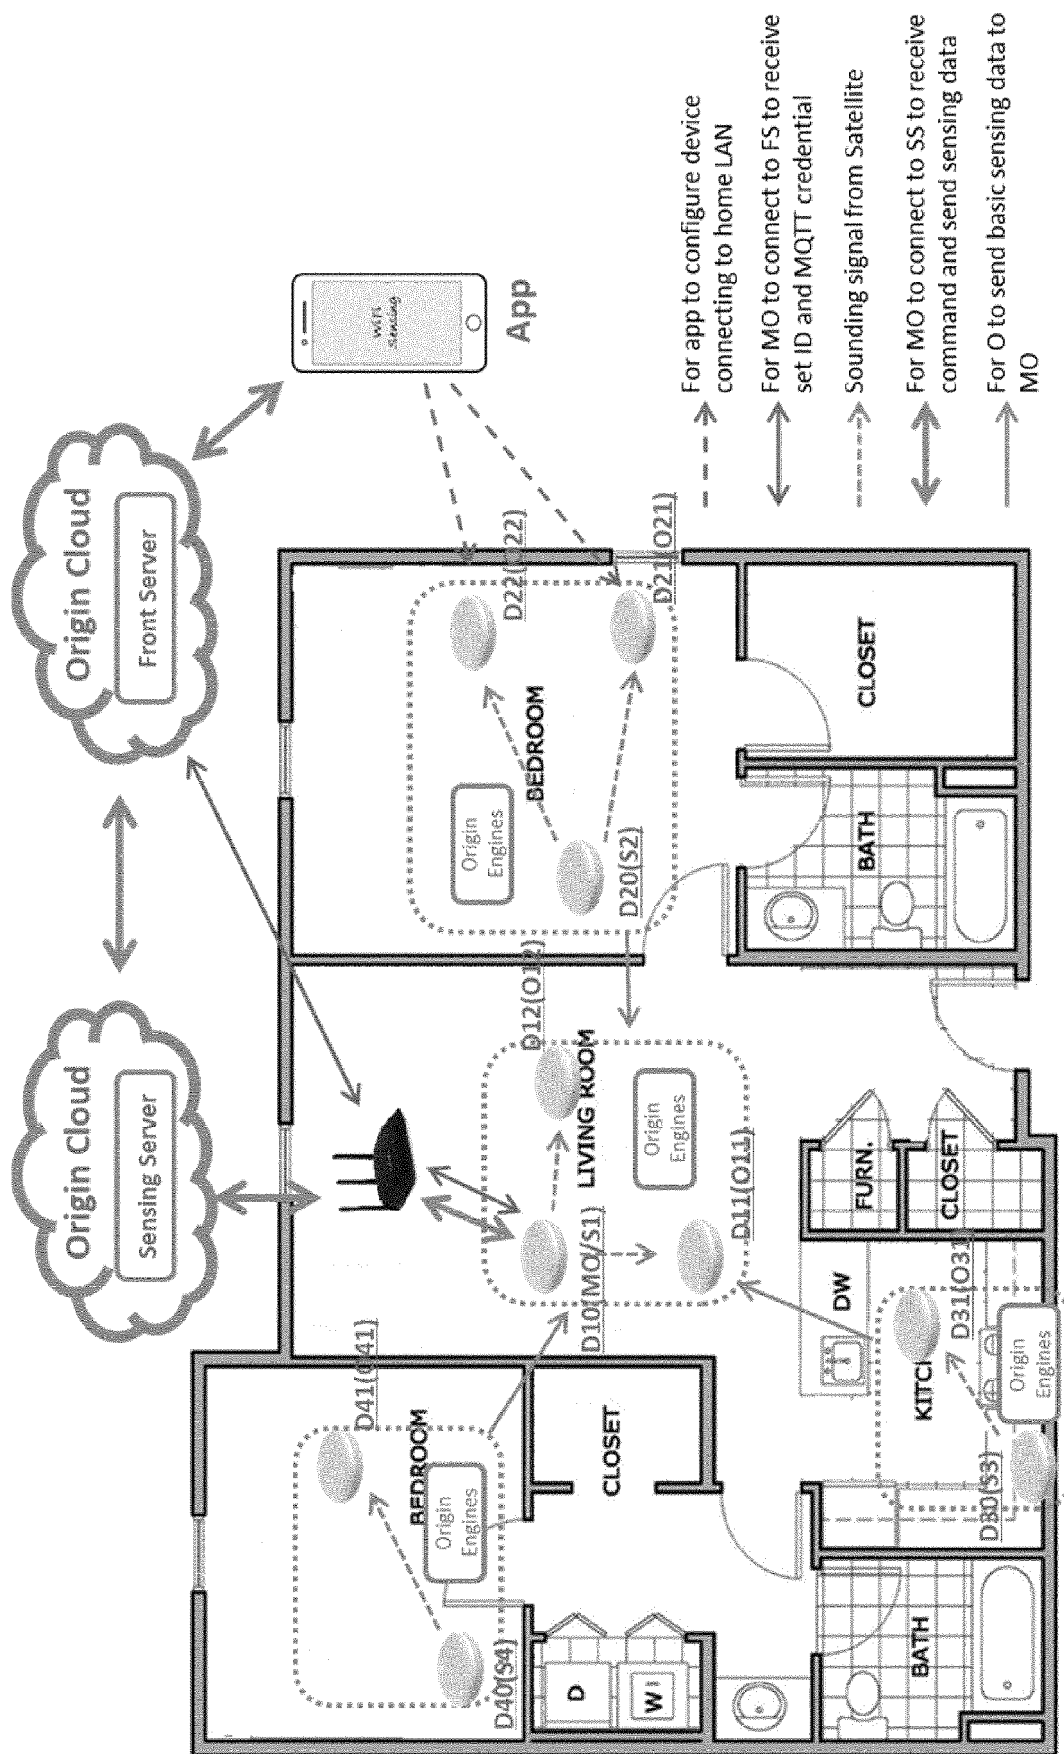 Origin Cloud
Sensing Server
Origin Cloud
Front Server
WiFi
Sensing
App
D41(O41)
D40(S4)
BEDROOM
Origin
Engines
D10(MO/S1)
D12(O12)
LIVING ROOM
Origin
Engines
D11(O11)
BEDROOM
Origin
Engines
D22(O22)
D20(S2)
D21(O21)
CLOSET
D
W
DW
FURN.
CLOSET
BATH
CLOSET
BATH
KITC
D31(O31
D30(S3)
Origin
Engines
For app to configure device
connecting to home LAN
For MO to connect to FS to receive
set ID and MQTT credential
Sounding signal from Satellite
For MO to connect to SS to receive
command and send sensing data
For O to send basic sensing data to
MO